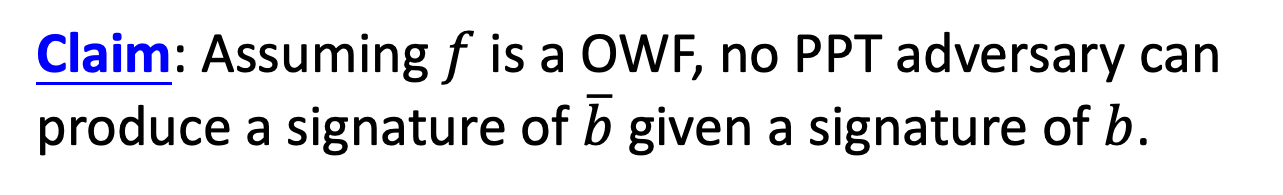 Claim: Assuming f is a OWF, no PPT adversary can
produce a signature of b̅ given a signature of b.